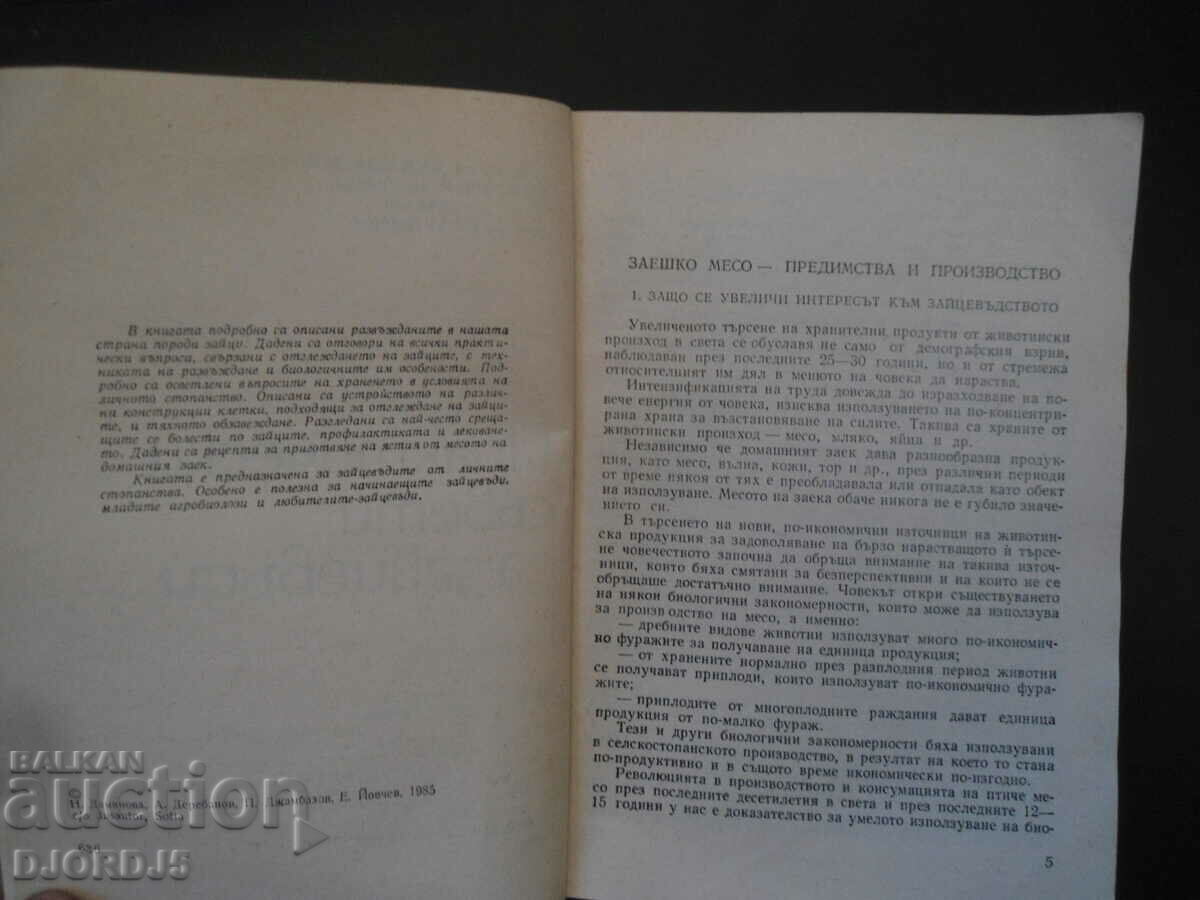 В книгата подробно са описани развъжданите в нашата
страна породи зайци. Дадени са отговори на всички практи-
чески въпроса, свързани с отглеждането на зайците, с тех-
никата на развъждане и биологичните им особености. Под-
робно са осветлени въпросите на храненето в условията на
личното стопанство. Описани са устройството на различ-
ни конструкции клетки, подходящи за отглеждане на зайци-
те, и тяхното обзавеждане. Разгледани са най-често среща-
щите се болести по зайците, профилактиката и лекование-
то. Дадени са рецепти за приготвяне на ястия от месото на
домашния заек.
Книгата е предназначена за зайцевъдите от личните
стопанства. Особено е полезна за начинаещите зайцевъди,
младите агробиолози и любителите-зайцевъди.
©
Н. Дамянова, А. Деребанов, П. Джамбазов, Е. Йовчев, 1985
c/o Jusautor, Sofia
636
ЗАЕШКО МЕСО — ПРЕДИМСТВА И ПРОИЗВОДСТВО
1. ЗАЩО СЕ УВЕЛИЧИ ИНТЕРЕСЪТ КЪМ ЗАЙЦЕВЪДСТВОТО
Увеличеното търсене на хранителни продукти от животински
произход в света се обуславя не само от демографския взрив,
наблюдаван през последните 25—30 години, но и от стремежа
относителният им дял в менюто на човека да нараства.
Интензификацията на труда довежда до изразходване на по-
вече енергия от човека, изисква използването на по-концентри-
рана храна за възстановяване на силите. Такива са храните от
животински произход — месо, мляко, яйца и др.
Независимо че домашният заек дава разнообразна продук-
ция, като месо, вълна, кожи, тор и др., през различни периоди
от време някоя от тях е преобладавала или отпадала като обект
на използуване. Месото на заека обаче никога не е губило значе-
нието си.
В търсенето на нови, по-икономични източници на животин-
ска продукция за задоволяване на бързо нарастващото ѝ търсе-
не човечеството започна да обръща внимание на такива източ-
ници, които бяха смятани за безперспективни и на които не се
обръщаше достатъчно внимание. Човекът откри съществуването
на някои биологични закономерности, които може да използува
за производство на месо, а именно:
— дребните видове животни използуват много по-икономич-
но фуражите за получаване на единица продукция;
— от хранените нормално през разплодния период животни
се получават приплоди, които използуват по-икономично фура-
жите;
— приплодите от многоплодните раждания дават единица
продукция от по-малко фураж.
Тези и други биологични закономерности бяха използувани
в селскостопанското производство, в резултат на което то стана
по-продуктивно и в същото време икономически по-изгодно.
Революцията в производството и консумацията на птиче ме-
со през последните десетилетия в света и през последните 12—
15 години у нас е доказателство за умелото използуване на био-
5
BALKAN
auction
DJORDJ5